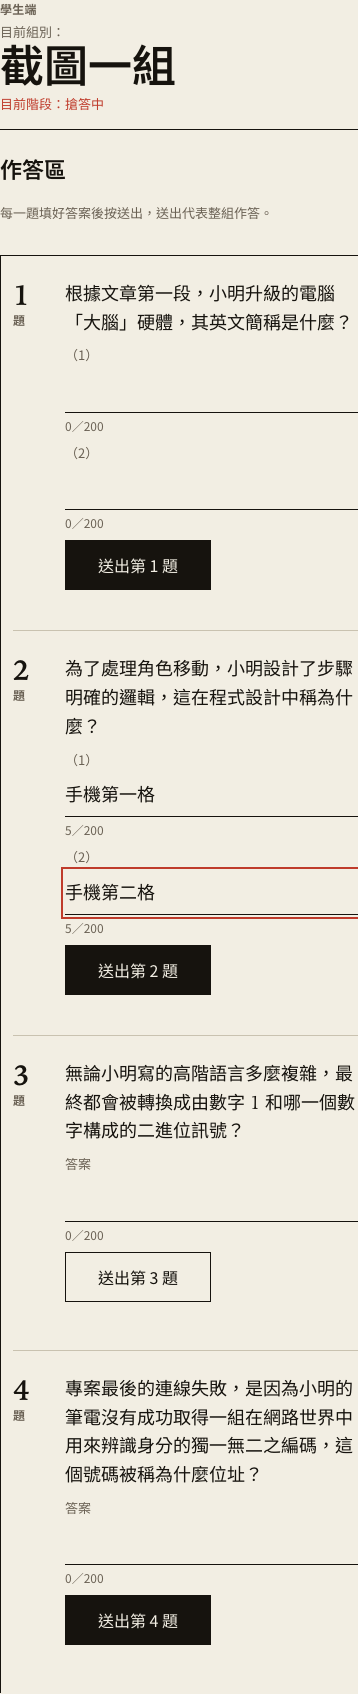 學生端
目前組別：
截圖一組
目前階段：搶答中
作答區
每一題填好答案後按送出，送出代表整組作答。
1
題
根據文章第一段，小明升級的電腦
「大腦」硬體，其英文簡稱是什麼？
（1）
0／200
（2）
0／200
送出第 1 題
2
題
為了處理角色移動，小明設計了步驟
明確的邏輯，這在程式設計中稱為什
麼？
（1）
手機第一格
5/200
（2）
手機第二格
5/200
送出第 2 題
3
題
無論小明寫的高階語言多麼複雜，最
終都會被轉換成由數字 1 和哪一個數
字構成的二進位訊號？
答案
0／200
送出第 3 題
4
題
專案最後的連線失敗，是因為小明的
筆電沒有成功取得一組在網路世界中
用來辨識身分的獨一無二之編碼，這
個號碼被稱為什麼位址？
答案
0／200
送出第 4 題